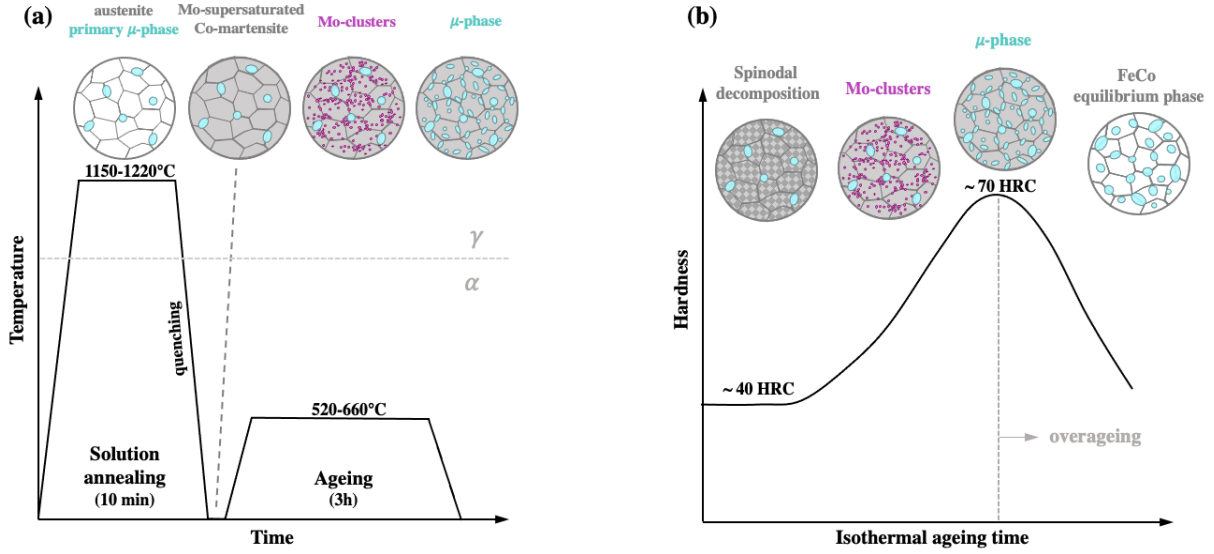 (a)
austenite
primary μ-phase
Mo-supersaturated
Co-martensite
Mo-clusters
μ-phase
1150-1220°C
γ
α
quenching
Temperature
520-660°C
Solution
annealing
(10 min)
Ageing
(3h)
Time
(b)
μ-phase
Spinodal
decomposition
Mo-clusters
FeCo
equilibrium phase
~ 70 HRC
Hardness
~ 40 HRC
overageing
Isothermal ageing time